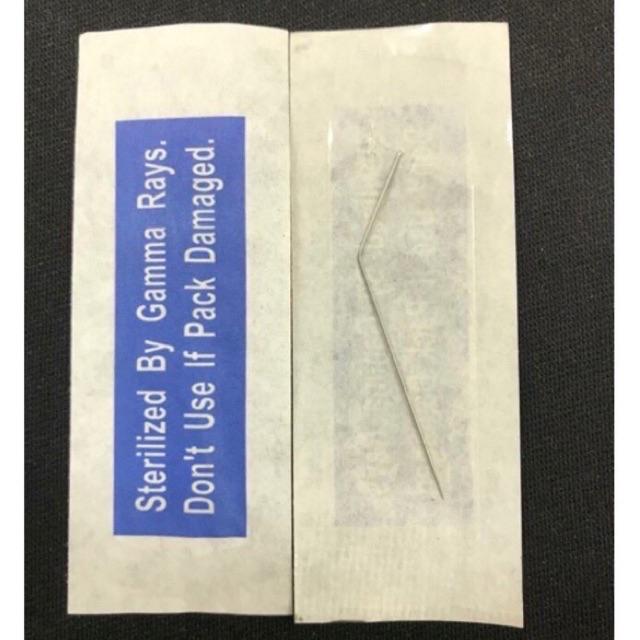 Sterilized By Gamma Rays.
Don't Use If Pack Damaged.